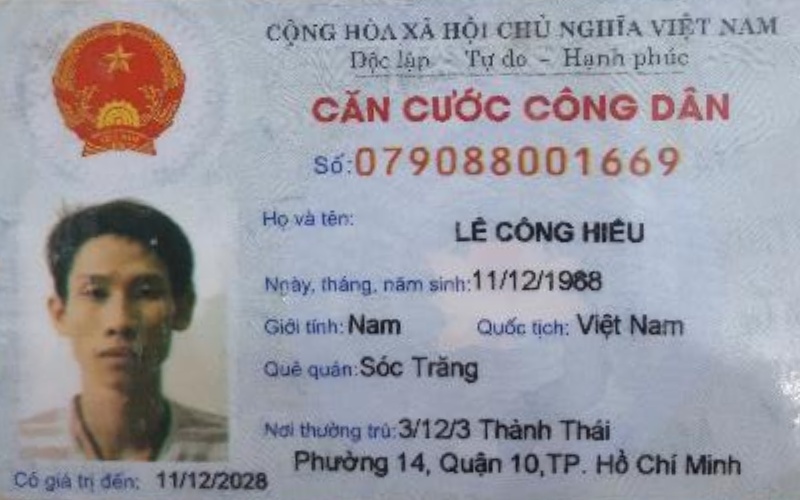 CỘNG HÒA XÃ HỘI CHỦ NGHĨA VIỆT NAM
Độc lập - Tự do - Hạnh phúc
CĂN CƯỚC CÔNG DÂN
Số: 079088001669
Họ và tên: LÊ CÔNG HIẾU
Ngày, tháng, năm sinh: 11/12/1988
Giới tính: Nam Quốc tịch: Việt Nam
Quê quán: Sóc Trăng
Nơi thường trú: 3/12/3 Thành Thái
Phường 14, Quận 10, TP. Hồ Chí Minh
Có giá trị đến: 11/12/2028